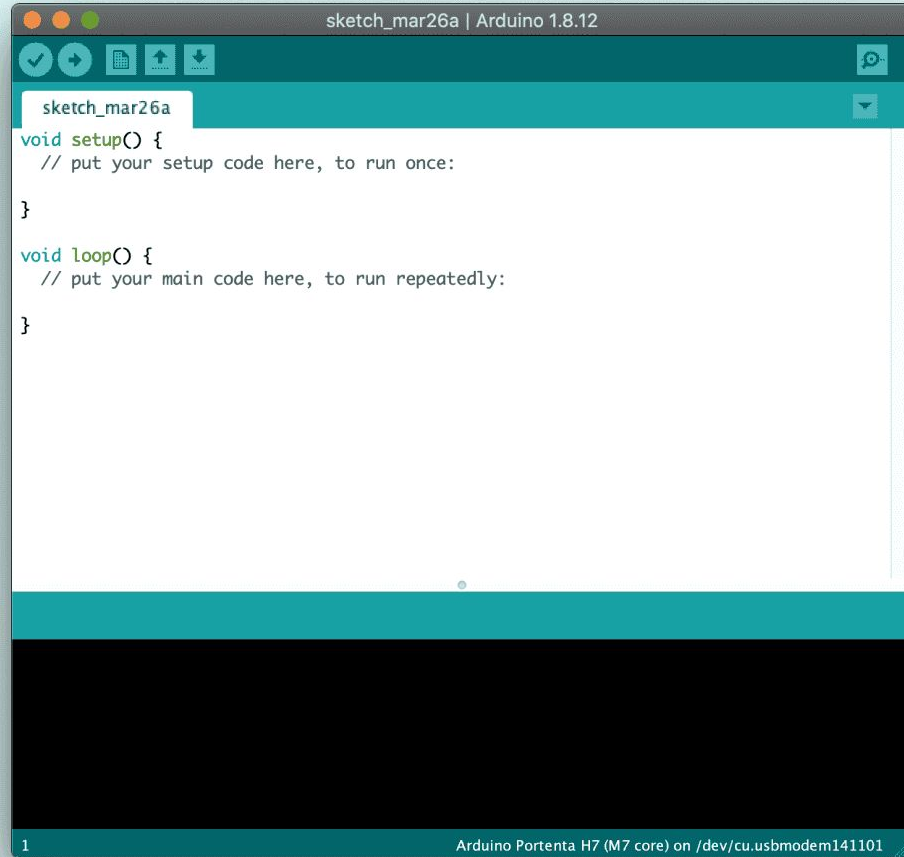 sketch_mar26a | Arduino 1.8.12
sketch_mar26a
void setup() {
  // put your setup code here, to run once:
}
void loop() {
  // put your main code here, to run repeatedly:
}
1
Arduino Portenta H7 (M7 core) on /dev/cu.usbmodem141101